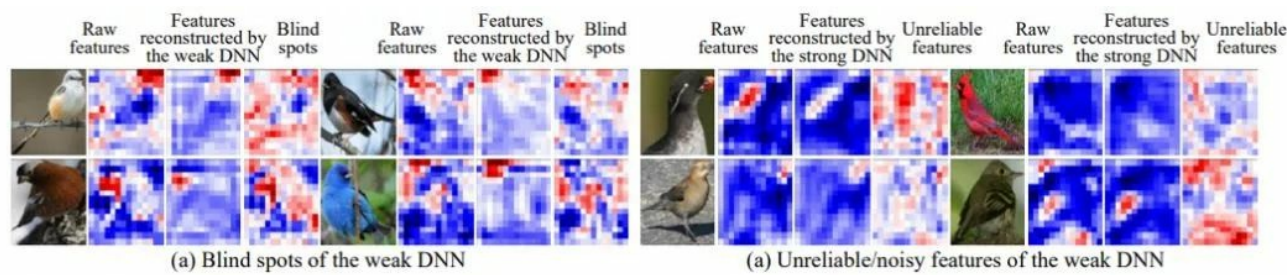 Raw features
Features reconstructed by the weak DNN
Blind spots
Raw features
Features reconstructed by the weak DNN
Blind spots
(a) Blind spots of the weak DNN
Raw features
Features reconstructed by the strong DNN
Unreliable features
Raw features
Features reconstructed by the strong DNN
Unreliable features
(a) Unreliable/noisy features of the weak DNN